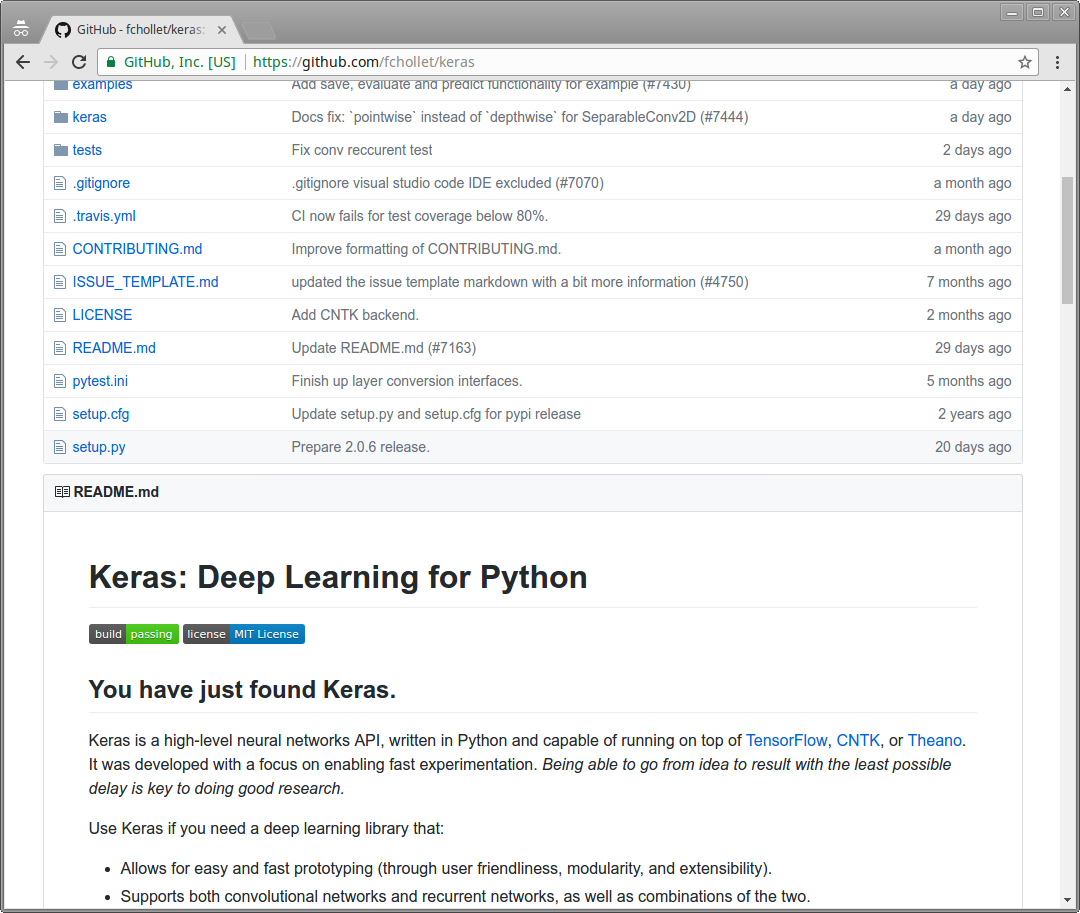 GitHub - fchollet/keras:
GitHub, Inc. [US] https://github.com/fchollet/keras
examples Add save, evaluate and predict functionality for example (#7430) a day ago
keras Docs fix: `pointwise` instead of `depthwise` for SeparableConv2D (#7444) a day ago
tests Fix conv reccurent test 2 days ago
.gitignore .gitignore visual studio code IDE excluded (#7070) a month ago
.travis.yml CI now fails for test coverage below 80%. 29 days ago
CONTRIBUTING.md Improve formatting of CONTRIBUTING.md. a month ago
ISSUE_TEMPLATE.md updated the issue template markdown with a bit more information (#4750) 7 months ago
LICENSE Add CNTK backend. 2 months ago
README.md Update README.md (#7163) 29 days ago
pytest.ini Finish up layer conversion interfaces. 5 months ago
setup.cfg Update setup.py and setup.cfg for pypi release 2 years ago
setup.py Prepare 2.0.6 release. 20 days ago
README.md
Keras: Deep Learning for Python
build passing license MIT License
You have just found Keras.
Keras is a high-level neural networks API, written in Python and capable of running on top of TensorFlow, CNTK, or Theano.
It was developed with a focus on enabling fast experimentation. Being able to go from idea to result with the least possible
delay is key to doing good research.
Use Keras if you need a deep learning library that:
• Allows for easy and fast prototyping (through user friendliness, modularity, and extensibility).
• Supports both convolutional networks and recurrent networks, as well as combinations of the two.